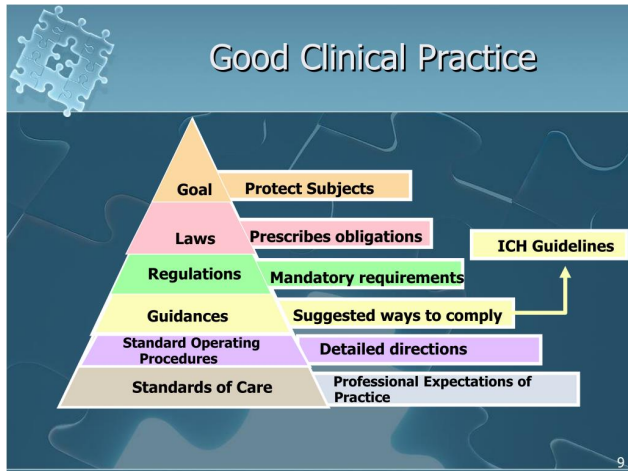 Good Clinical Practice
Goal
Protect Subjects
Laws
Prescribes obligations
ICH Guidelines
Regulations
Mandatory requirements
Guidances
Suggested ways to comply
Standard Operating
Procedures
Detailed directions
Standards of Care
Professional Expectations of
Practice
9